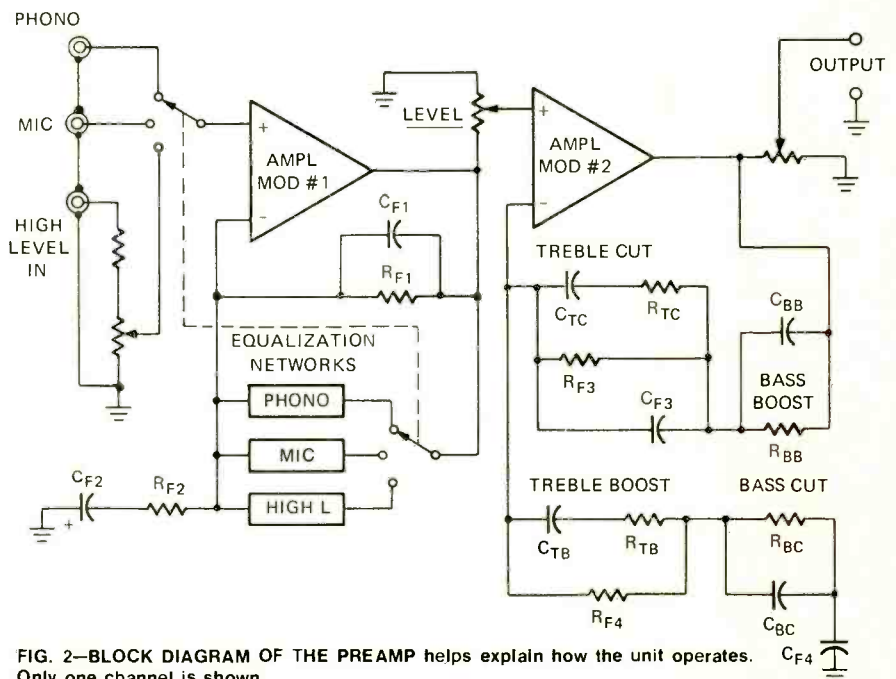 PHONO
MIC
HIGH
LEVEL
IN
+
AMPL
MOD #1
−
LEVEL
+
AMPL
MOD #2
−
OUTPUT
CF1
RF1
EQUALIZATION
NETWORKS
PHONO
MIC
HIGH L
CF2
+
RF2
TREBLE CUT
CTC
RTC
RF3
CF3
CBB
BASS
BOOST
RBB
TREBLE BOOST
CTB
RTB
RF4
BASS CUT
RBC
CBC
CF4
FIG. 2—BLOCK DIAGRAM OF THE PREAMP helps explain how the unit operates.
Only one channel is shown